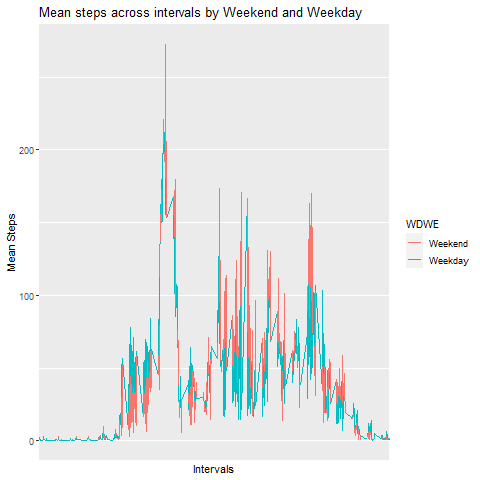 Mean steps across intervals by Weekend and Weekday
200
100
0
Mean Steps
Intervals
WDWE
Weekend
Weekday